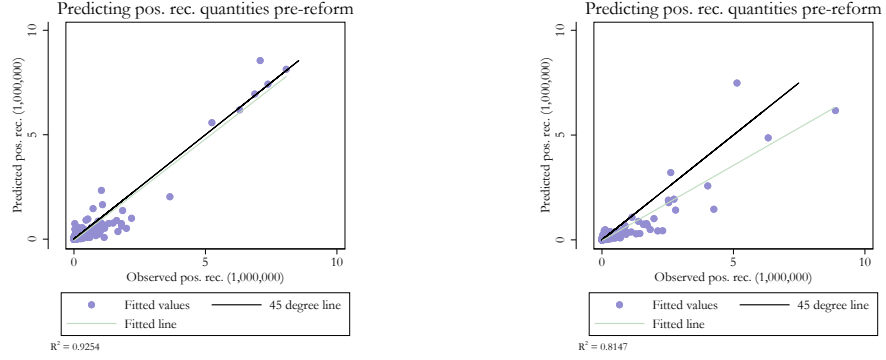 Predicting pos. rec. quantities pre-reform
Predicted pos. rec. (1,000,000)
10
5
0
0 5 10
Observed pos. rec. (1,000,000)
Fitted values 45 degree line
Fitted line
R² = 0.9254
Predicting pos. rec. quantities pre-reform
Predicted pos. rec. (1,000,000)
10
5
0
0 5 10
Observed pos. rec. (1,000,000)
Fitted values 45 degree line
Fitted line
R² = 0.8147